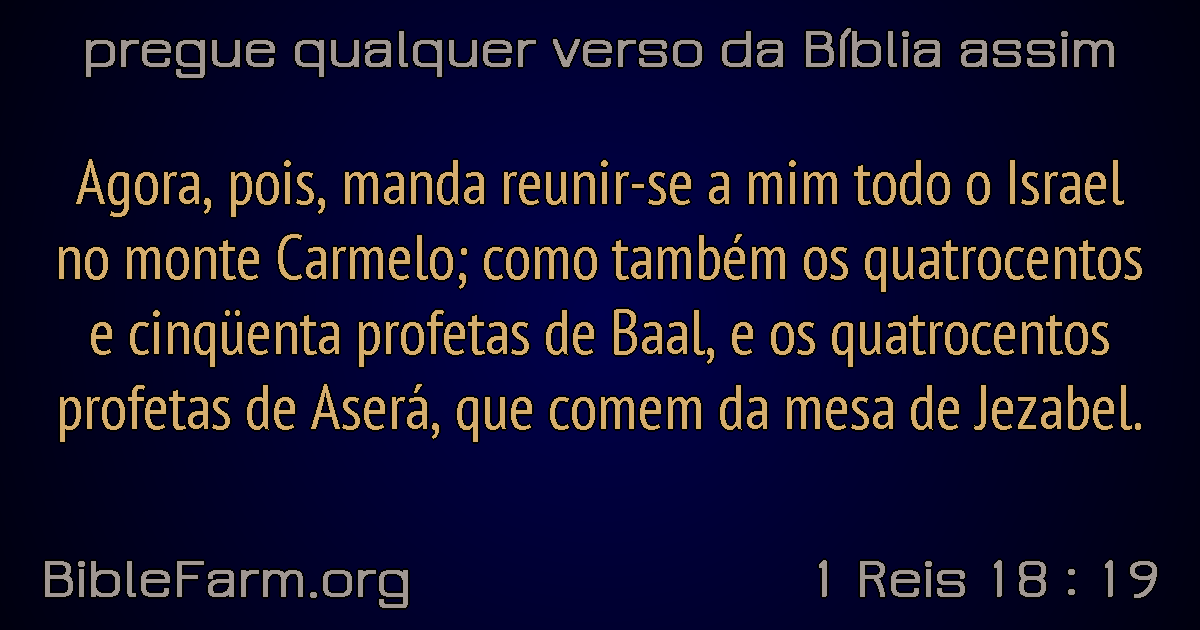 pregue qualquer verso da Bíblia assim
Agora, pois, manda reunir-se a mim todo o Israel
no monte Carmelo; como também os quatrocentos
e cinqüenta profetas de Baal, e os quatrocentos
profetas de Aserá, que comem da mesa de Jezabel.
BibleFarm.org
1 Reis 18 : 19